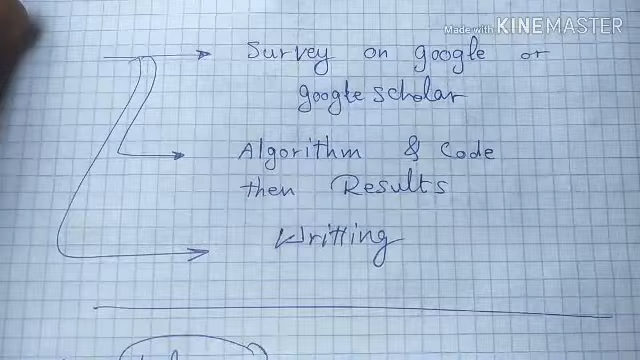 Made with KINEMASTER
Survey on google or
google scholar
Algorithm & Code
then Results
Writting